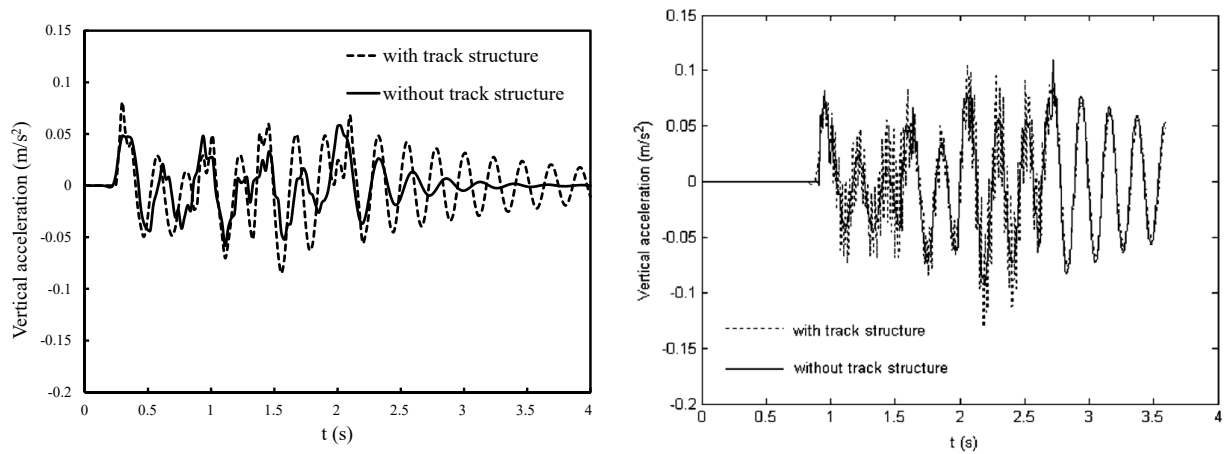 0.15
0.1
0.05
0
-0.05
-0.1
-0.15
-0.2
Vertical acceleration (m/s²)
with track structure
without track structure
0 0.5 1 1.5 2 2.5 3 3.5 4
t (s)
0.15
0.1
0.05
0
-0.05
-0.1
-0.15
-0.2
Vertical acceleration (m/s²)
with track structure
without track structure
0 0.5 1 1.5 2 2.5 3 3.5 4
t (s)